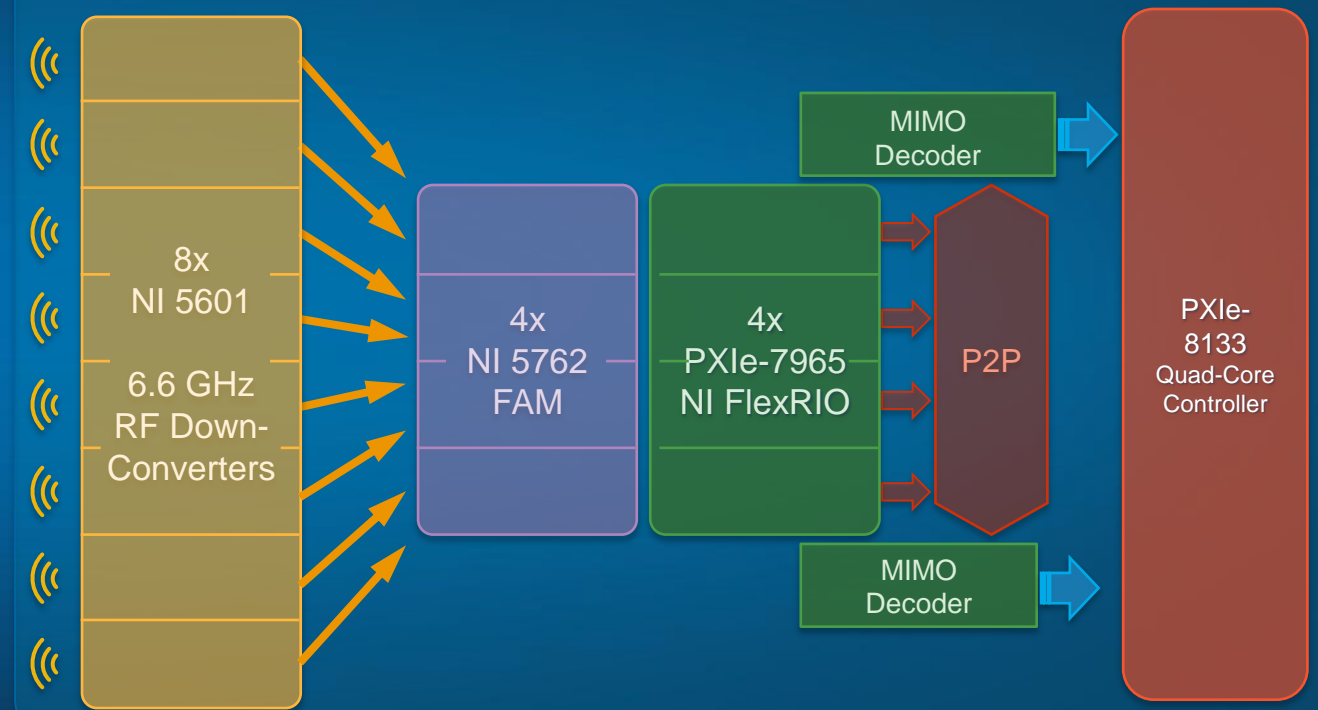 8x
NI 5601
6.6 GHz
RF Down-
Converters
4x
NI 5762
FAM
4x
PXIe-7965
NI FlexRIO
MIMO
Decoder
P2P
MIMO
Decoder
PXIe-
8133
Quad-Core
Controller